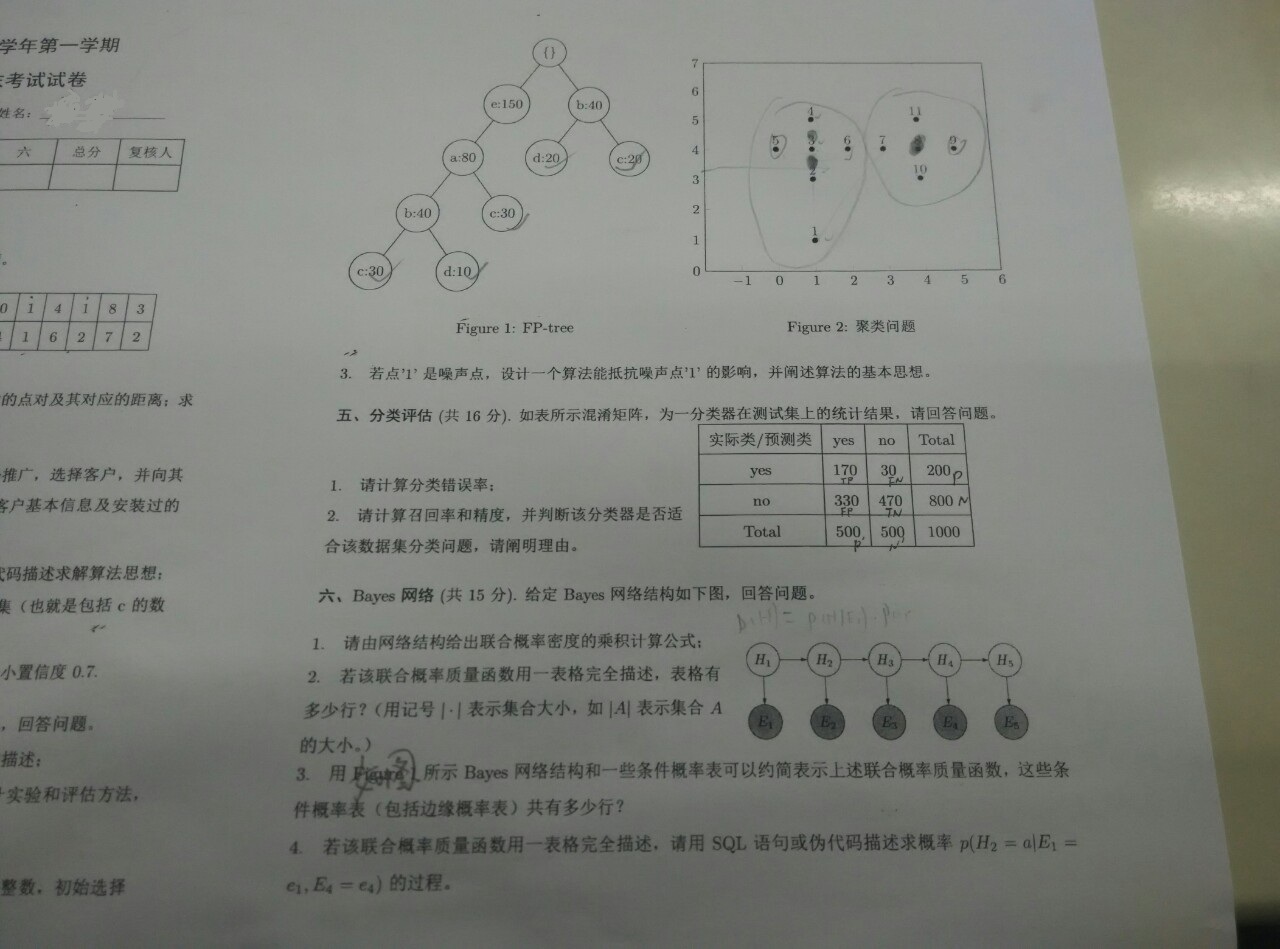 学年第一学期
考试试卷
姓名:
六 总分 复核人
0 1 4 1 8 3
1 6 2 7 2
的点对及其对应的距离; 求
推广, 选择客户, 并向其
客户基本信息及安装过的
代码描述求解算法思想;
集 (也就是包括 c 的数
小置信度 0.7.
, 回答问题。
描述;
实验和评估方法,
整数, 初始选择
{}
e:150 b:40
a:80 d:20 c:20
b:40 c:30
c:30 d:10
Figure 1: FP-tree
7
6
5
4
3
2
1
0
−1 0 1 2 3 4 5 6
4 11
5 3 6 7 9
2 10
1
Figure 2: 聚类问题
3. 若点'1' 是噪声点, 设计一个算法能抵抗噪声点'1' 的影响, 并阐述算法的基本思想。
五、分类评估 (共 16 分). 如表所示混淆矩阵, 为一分类器在测试集上的统计结果, 请回答问题。
实际类/预测类 yes no Total
yes 170 30 200 P
TP FN
no 330 470 800 N
FP TN
Total 500 500 1000
P' N'
1. 请计算分类错误率;
2. 请计算召回率和精度, 并判断该分类器是否适
合该数据集分类问题, 请阐明理由。
六、Bayes 网络 (共 15 分). 给定 Bayes 网络结构如下图, 回答问题。
1. 请由网络结构给出联合概率密度的乘积计算公式;
2. 若该联合概率质量函数用一表格完全描述, 表格有
多少行? (用记号 |·| 表示集合大小, 如 |A| 表示集合 A
的大小。)
H₁ H₂ H₃ H₄ H₅
E₁ E₂ E₃ E₄ E₅
3. 用 如图 所示 Bayes 网络结构和一些条件概率表可以约简表示上述联合概率质量函数, 这些条
件概率表 (包括边缘概率表) 共有多少行?
4. 若该联合概率质量函数用一表格完全描述, 请用 SQL 语句或伪代码描述求概率 p(H₂ = a|E₁ =
e₁, E₄ = e₄) 的过程。